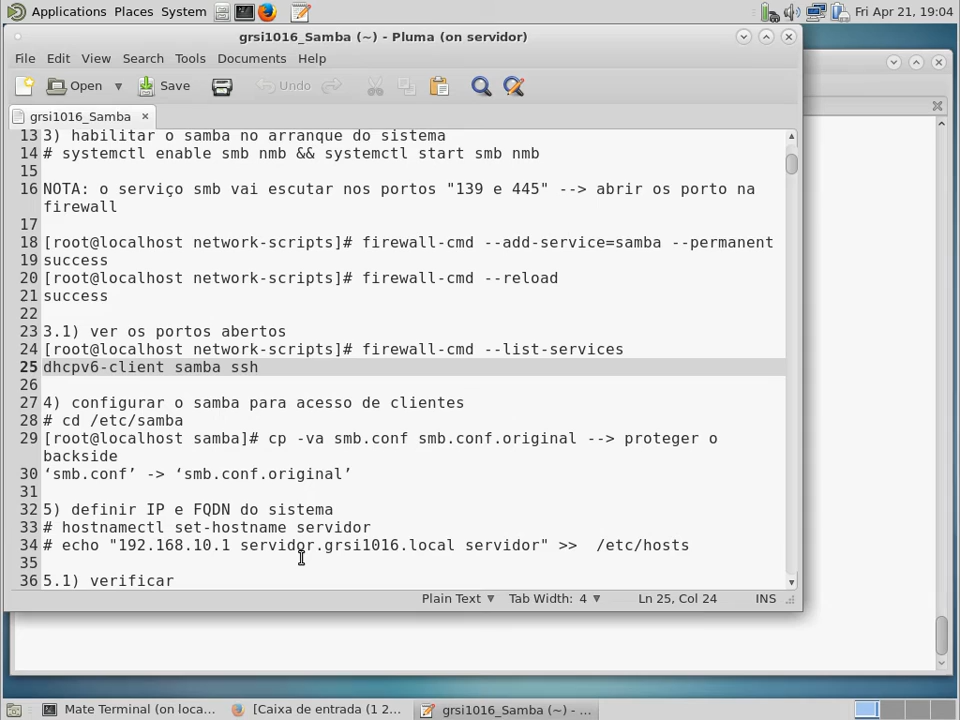 Applications Places System Fri Apr 21, 19:04
grsi1016_Samba (~) - Pluma (on servidor)
File Edit View Search Tools Documents Help
Open Save Undo
grsi1016_Samba ×
13 3) habilitar o samba no arranque do sistema
14 # systemctl enable smb nmb && systemctl start smb nmb
15
16 NOTA: o serviço smb vai escutar nos portos "139 e 445" --> abrir os porto na
firewall
17
18 [root@localhost network-scripts]# firewall-cmd --add-service=samba --permanent
19 success
20 [root@localhost network-scripts]# firewall-cmd --reload
21 success
22
23 3.1) ver os portos abertos
24 [root@localhost network-scripts]# firewall-cmd --list-services
25 dhcpv6-client samba ssh
26
27 4) configurar o samba para acesso de clientes
28 # cd /etc/samba
29 [root@localhost samba]# cp -va smb.conf smb.conf.original --> proteger o
backside
30 ‘smb.conf’ -> ‘smb.conf.original’
31
32 5) definir IP e FQDN do sistema
33 # hostnamectl set-hostname servidor
34 # echo "192.168.10.1 servidor.grsi1016.local servidor" >>  /etc/hosts
35
36 5.1) verificar
Plain Text Tab Width: 4 Ln 25, Col 24 INS
Mate Terminal (on loca... [Caixa de entrada (1 2... grsi1016_Samba (~) - ...